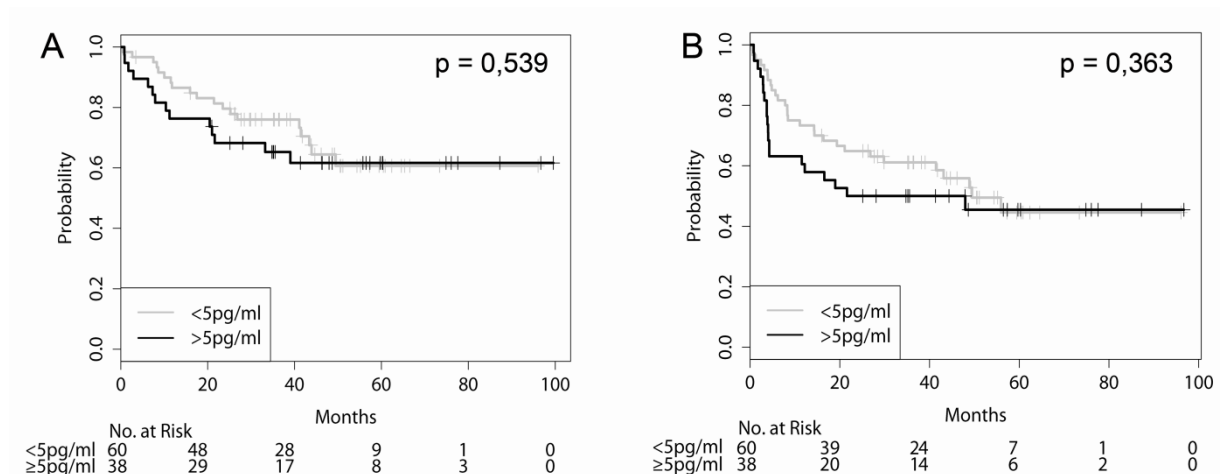 A
p = 0,539
Probability
1.0
0.8
0.6
0.4
0.2
0.0
<5pg/ml
>5pg/ml
0 20 40 60 80 100
Months
No. at Risk
<5pg/ml 60 48 28 9 1 0
≥5pg/ml 38 29 17 8 3 0
B
p = 0,363
Probability
1.0
0.8
0.6
0.4
0.2
0.0
<5pg/ml
>5pg/ml
0 20 40 60 80 100
Months
No. at Risk
<5pg/ml 60 39 24 7 1 0
≥5pg/ml 38 20 14 6 2 0